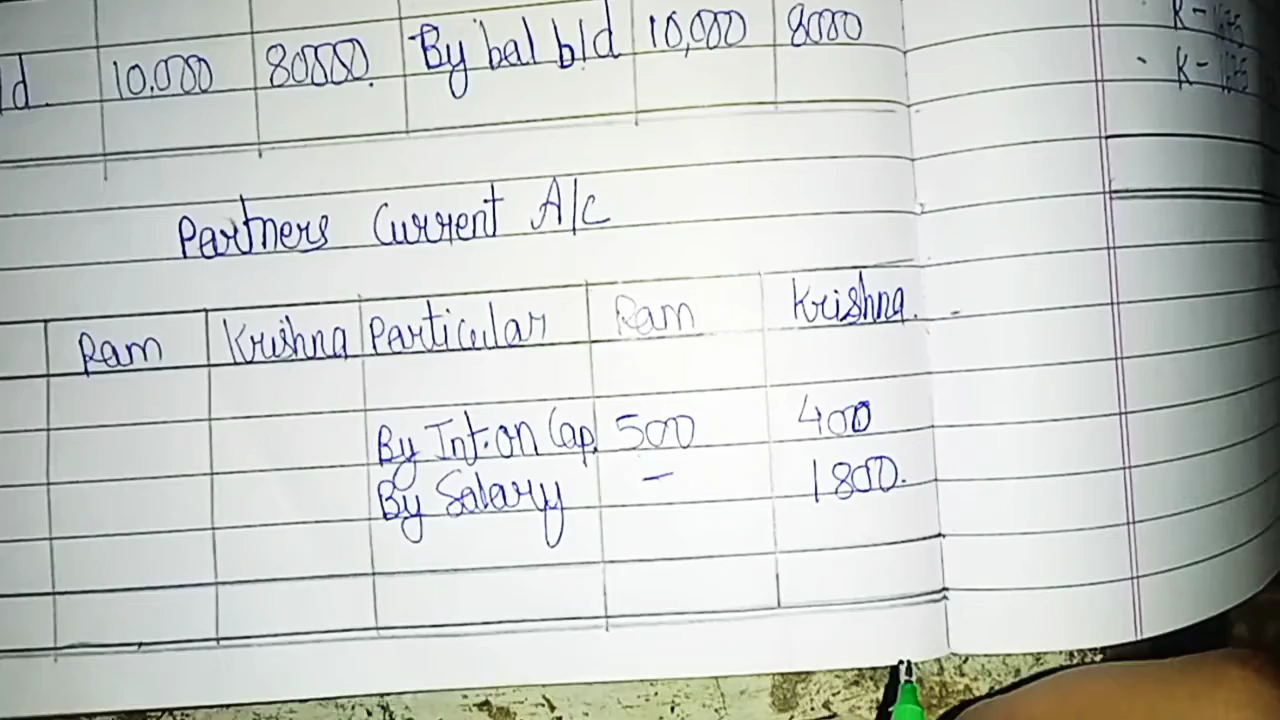 d. 10,000 80000. By bal b/d 10,000 8000
Partners Current A/c
Ram Krishna Particular Ram Krishna.
By Int. on Cap. 500 400
By Salary – 1800.